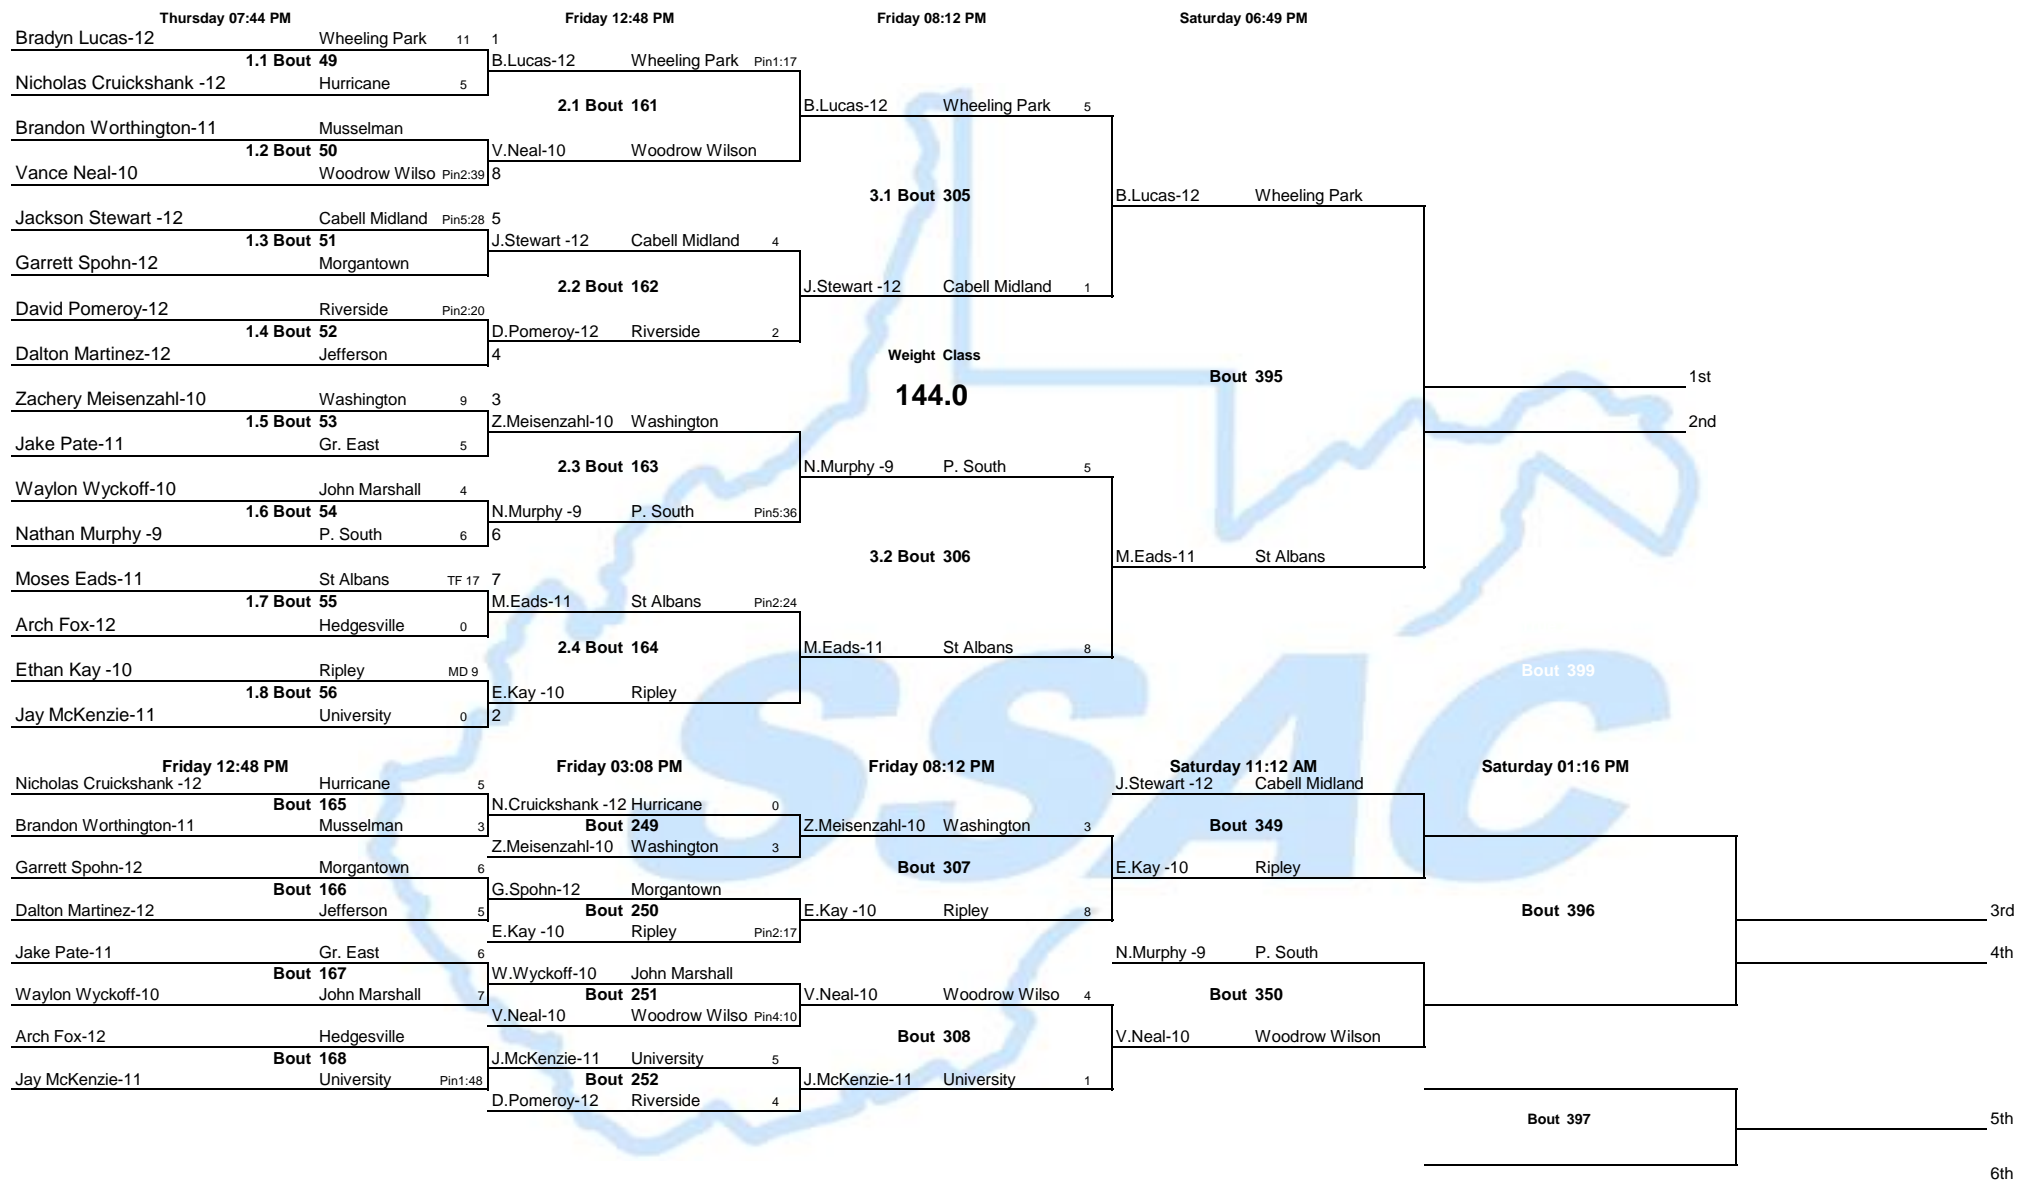 Thursday 07:44 PM Friday 12:48 PM Friday 08:12 PM Saturday 06:49 PM
Bradyn Lucas-12 Wheeling Park 11 1
1.1 Bout 49 B.Lucas-12 Wheeling Park Pin1:17
Nicholas Cruickshank -12 Hurricane 5
2.1 Bout 161 B.Lucas-12 Wheeling Park 5
Brandon Worthington-11 Musselman
1.2 Bout 50 V.Neal-10 Woodrow Wilson
Vance Neal-10 Woodrow Wilso Pin2:39 8
3.1 Bout 305 B.Lucas-12 Wheeling Park
Jackson Stewart -12 Cabell Midland Pin5:28 5
1.3 Bout 51 J.Stewart -12 Cabell Midland 4
Garrett Spohn-12 Morgantown
2.2 Bout 162 J.Stewart -12 Cabell Midland 1
David Pomeroy-12 Riverside Pin2:20
1.4 Bout 52 D.Pomeroy-12 Riverside 2
Dalton Martinez-12 Jefferson 4
Weight Class
Bout 395 1st
144.0
Zachery Meisenzahl-10 Washington 9 3
1.5 Bout 53 Z.Meisenzahl-10 Washington
2nd
Jake Pate-11 Gr. East 5
2.3 Bout 163 N.Murphy -9 P. South 5
Waylon Wyckoff-10 John Marshall 4
1.6 Bout 54 N.Murphy -9 P. South Pin5:36
Nathan Murphy -9 P. South 6 6
3.2 Bout 306 M.Eads-11 St Albans
Moses Eads-11 St Albans TF 17 7
1.7 Bout 55 M.Eads-11 St Albans Pin2:24
Arch Fox-12 Hedgesville 0
2.4 Bout 164 M.Eads-11 St Albans 8
Ethan Kay -10 Ripley MD 9
Bout 399
1.8 Bout 56 E.Kay -10 Ripley
Jay McKenzie-11 University 0 2
SSAC
Friday 12:48 PM Friday 03:08 PM Friday 08:12 PM Saturday 11:12 AM Saturday 01:16 PM
Nicholas Cruickshank -12 Hurricane 5 J.Stewart -12 Cabell Midland
Bout 165 N.Cruickshank -12 Hurricane 0
Brandon Worthington-11 Musselman 3 Bout 249 Z.Meisenzahl-10 Washington 3 Bout 349
Z.Meisenzahl-10 Washington 3
Garrett Spohn-12 Morgantown 6 Bout 307 E.Kay -10 Ripley
Bout 166 G.Spohn-12 Morgantown
Dalton Martinez-12 Jefferson 5 Bout 250 E.Kay -10 Ripley 8 Bout 396 3rd
E.Kay -10 Ripley Pin2:17
Jake Pate-11 Gr. East 6 N.Murphy -9 P. South 4th
Bout 167 W.Wyckoff-10 John Marshall
Waylon Wyckoff-10 John Marshall 7 Bout 251 V.Neal-10 Woodrow Wilso 4 Bout 350
V.Neal-10 Woodrow Wilso Pin4:10
Arch Fox-12 Hedgesville Bout 308 V.Neal-10 Woodrow Wilson
Bout 168 J.McKenzie-11 University 5
Jay McKenzie-11 University Pin1:48 Bout 252 J.McKenzie-11 University 1
D.Pomeroy-12 Riverside 4
Bout 397 5th
6th